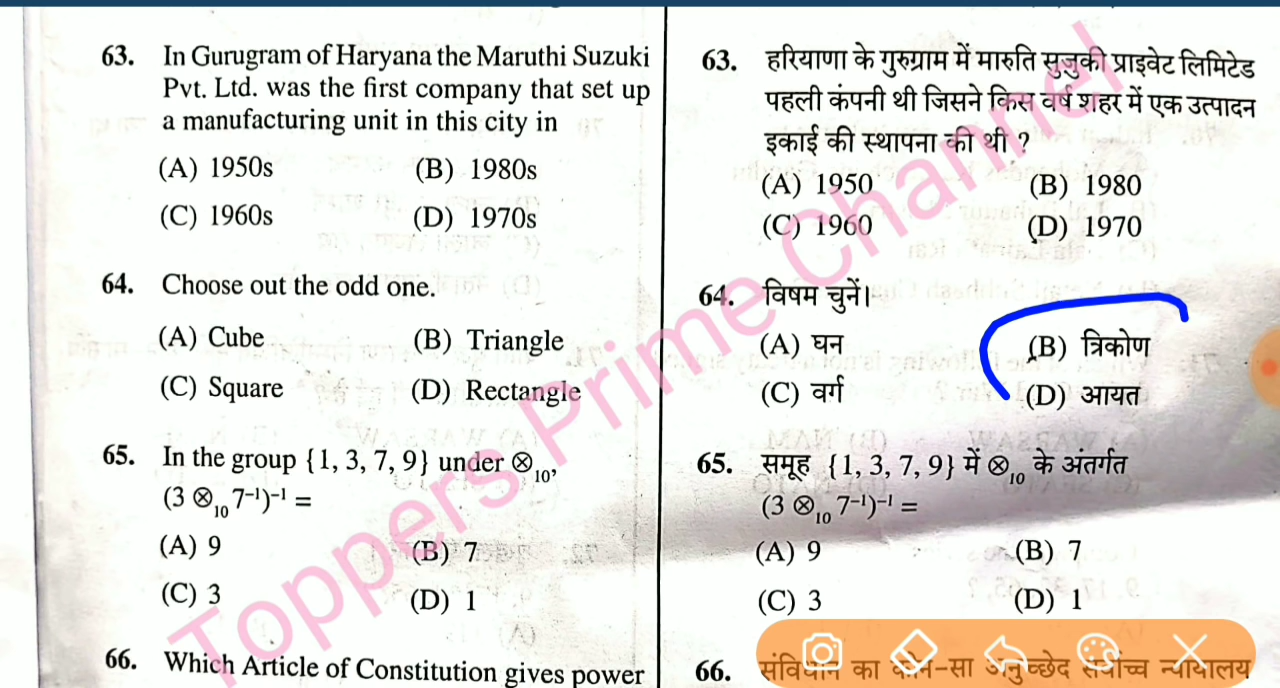 63. In Gurugram of Haryana the Maruthi Suzuki
Pvt. Ltd. was the first company that set up
a manufacturing unit in this city in
(A) 1950s (B) 1980s
(C) 1960s (D) 1970s
64. Choose out the odd one.
(A) Cube (B) Triangle
(C) Square (D) Rectangle
65. In the group {1, 3, 7, 9} under ⊗₁₀,
(3 ⊗₁₀ 7⁻¹)⁻¹ =
(A) 9 (B) 7
(C) 3 (D) 1
66. Which Article of Constitution gives power
63. हरियाणा के गुरुग्राम में मारुति सुजुकी प्राइवेट लिमिटेड
पहली कंपनी थी जिसने किस वर्ष शहर में एक उत्पादन
इकाई की स्थापना की थी ?
(A) 1950 (B) 1980
(C) 1960 (D) 1970
64. विषम चुनें।
(A) घन (B) त्रिकोण
(C) वर्ग (D) आयत
65. समूह {1, 3, 7, 9} में ⊗₁₀ के अंतर्गत
(3 ⊗₁₀ 7⁻¹)⁻¹ =
(A) 9 (B) 7
(C) 3 (D) 1
66. संविधान का कौन-सा अनुच्छेद सर्वोच्च न्यायालय
Toppers Prime Channel